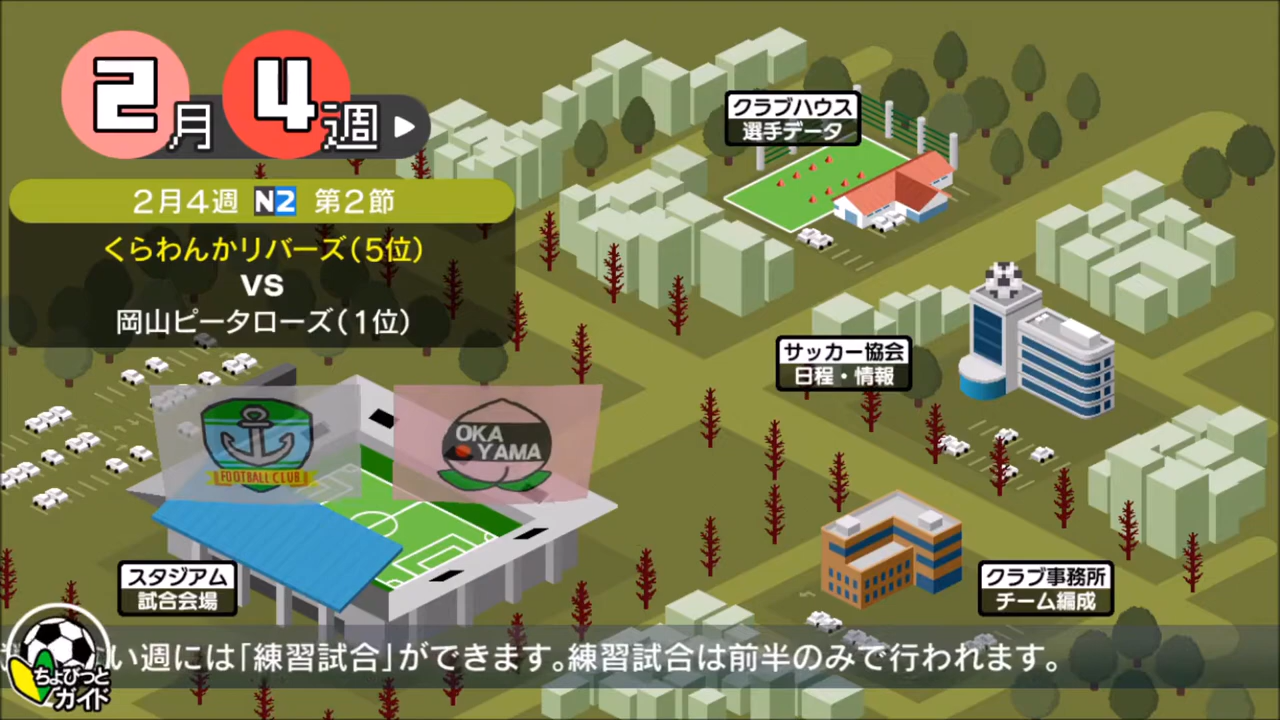 2月4週
2月4週 N2 第2節
くらわんかリバーズ(5位)
VS
岡山ピータローズ(1位)
クラブハウス
選手データ
サッカー協会
日程・情報
FOOTBALL CLUB
OKA
YAMA
スタジアム
試合会場
クラブ事務所
チーム編成
い週には「練習試合」ができます。練習試合は前半のみで行われます。
ちょびっと
ガイド